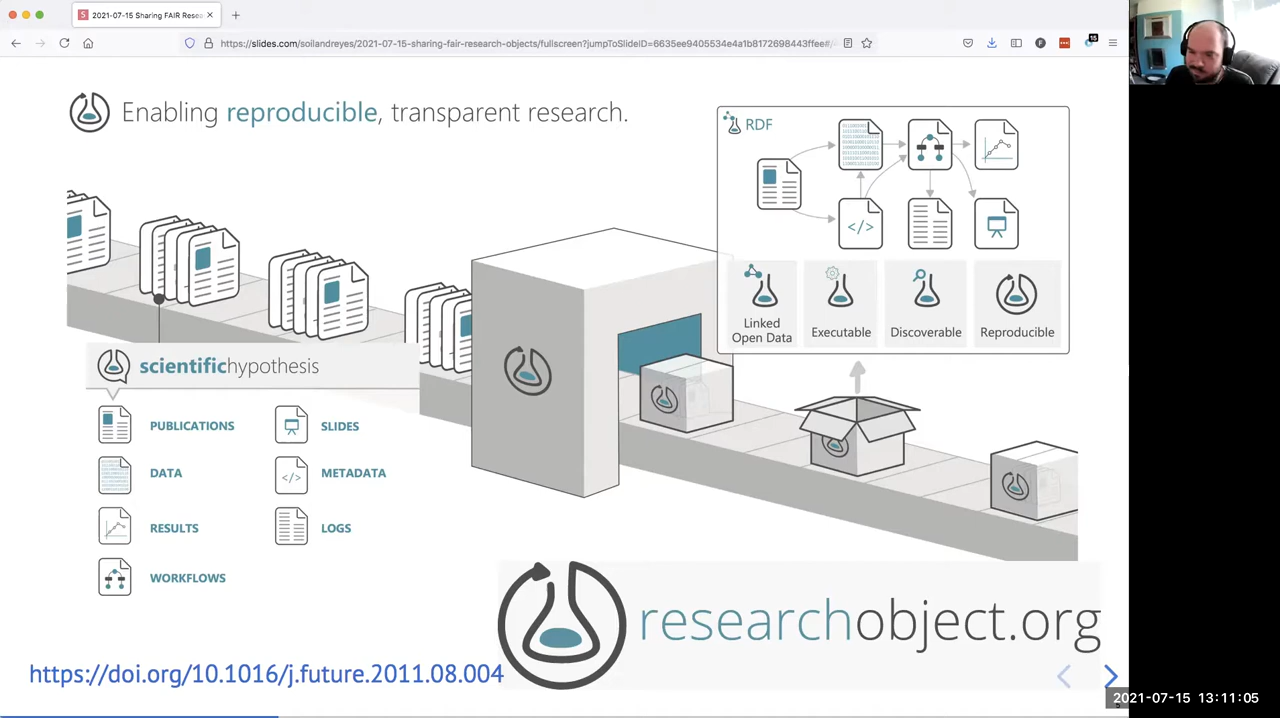 2021-07-15 Sharing FAIR Resea
https://slides.com/soilandreyes/2021-07-15-sharing-fair-research-objects/fullscreen?jumpToSlideID=6635ee9405534e4a1b8172698443ffee#/
15
Enabling reproducible, transparent research.
RDF
</>
Linked
Open Data
Executable
Discoverable
Reproducible
scientifichypothesis
PUBLICATIONS
SLIDES
DATA
</>
METADATA
RESULTS
LOGS
WORKFLOWS
researchobject.org
https://doi.org/10.1016/j.future.2011.08.004
2021-07-15 13:11:05